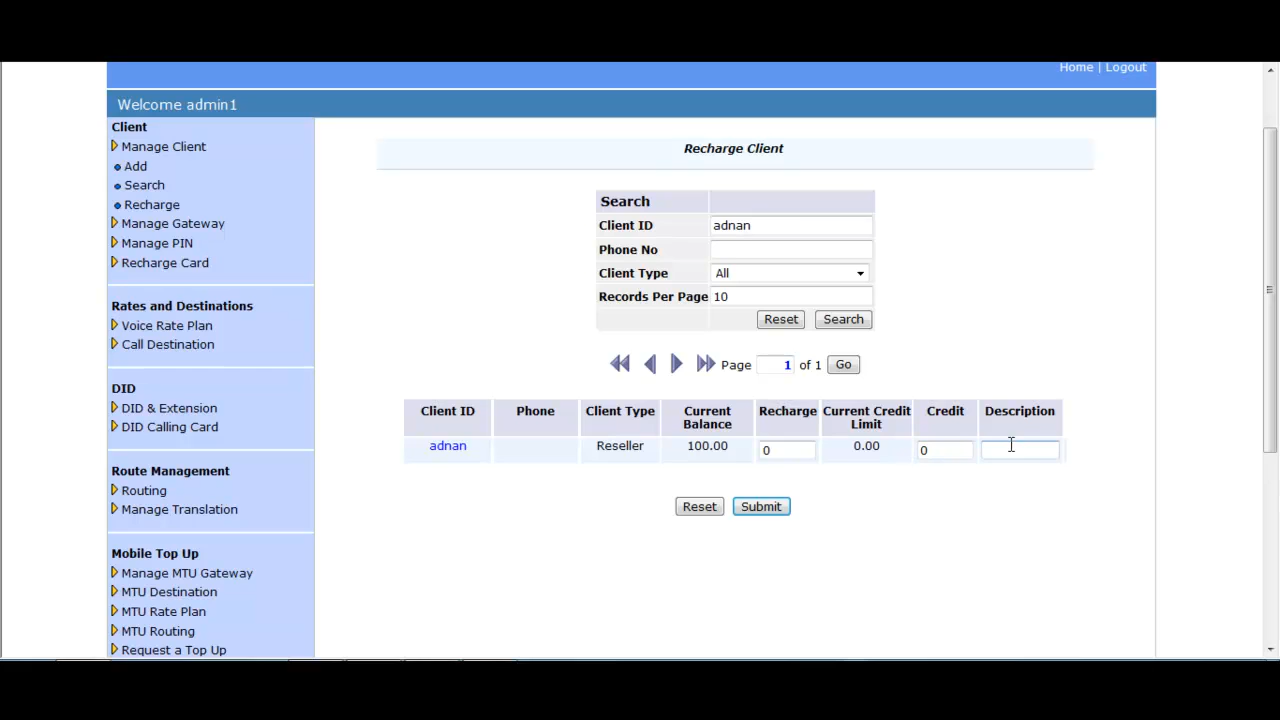 Home | Logout
Welcome admin1
Client
Manage Client
Add
Search
Recharge
Manage Gateway
Manage PIN
Recharge Card
Rates and Destinations
Voice Rate Plan
Call Destination
DID
DID & Extension
DID Calling Card
Route Management
Routing
Manage Translation
Mobile Top Up
Manage MTU Gateway
MTU Destination
MTU Rate Plan
MTU Routing
Request a Top Up
Recharge Client
Search
Client ID adnan
Phone No
Client Type All
Records Per Page 10
Reset Search
Page 1 of 1 Go
Client ID Phone Client Type Current Balance Recharge Current Credit Limit Credit Description
adnan Reseller 100.00 0 0.00 0
Reset Submit